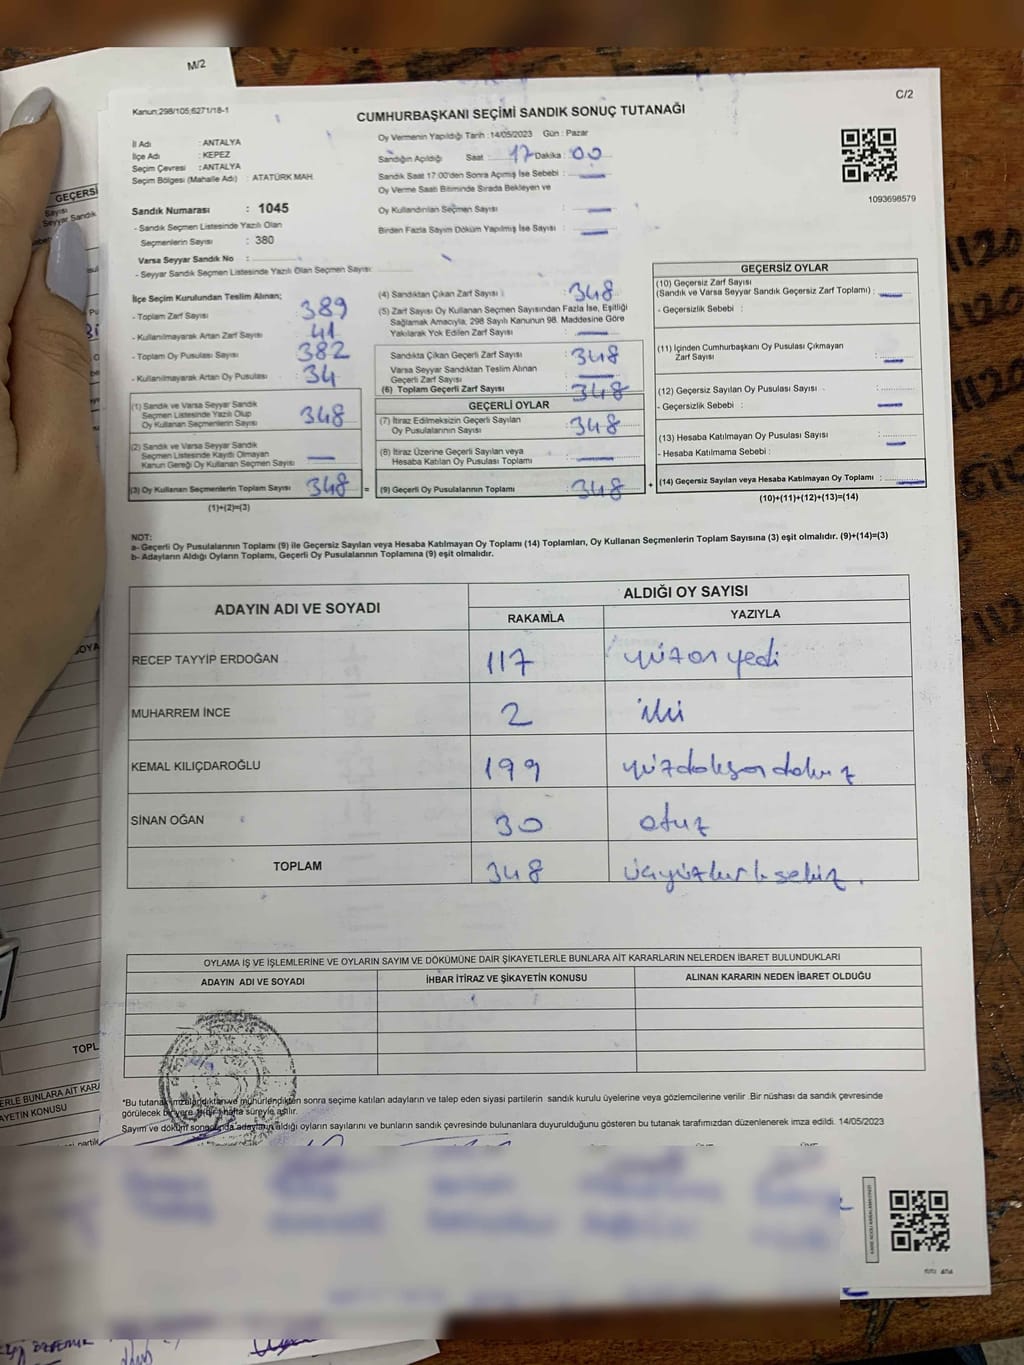 M/2
C/2
Kanun;298/105;6271/18-1
CUMHURBAŞKANI SEÇİMİ SANDIK SONUÇ TUTANAĞI
İl Adı : ANTALYA
İlçe Adı : KEPEZ
Seçim Çevresi : ANTALYA
Seçim Bölgesi (Mahalle Adı) : ATATÜRK MAH.
Oy Vermenin Yapıldığı Tarih : 14/05/2023 Gün : Pazar
Sandığın Açıldığı Saat 17 Dakika : 00
Sandık Saat 17:00'den Sonra Açımış İse Sebebi :
Oy Verme Saati Bitiminde Sırada Bekleyen ve
Oy Kullandırılan Seçmen Sayısı :
Birden Fazla Sayım Döküm Yapılmış İse Sayısı :
1093698579
Sandık Numarası : 1045
- Sandık Seçmen Listesinde Yazılı Olan
Seçmenlerin Sayısı : 380
Varsa Seyyar Sandık No :
- Seyyar Sandık Seçmen Listesinde Yazılı Olan Seçmen Sayısı:
İlçe Seçim Kurulundan Teslim Alınan;
- Toplam Zarf Sayısı : 389
- Kullanılmayarak Artan Zarf Sayısı : 41
- Toplam Oy Pusulası Sayısı : 382
- Kullanılmayarak Artan Oy Pusulası : 34
(1) Sandık ve Varsa Seyyar Sandık
Seçmen Listesinde Yazılı Olup
Oy Kullanan Seçmenlerin Sayısı : 348
(2) Sandık ve Varsa Seyyar Sandık
Seçmen Listesinde Kayıtlı Olmayan
Kanun Gereği Oy Kullanan Seçmen Sayısı : —
(3) Oy Kullanan Seçmenlerin Toplam Sayısı : 348 =
(1)+(2)=(3)
(4) Sandıktan Çıkan Zarf Sayısı : 348
(5) Zarf Sayısı Oy Kullanan Seçmen Sayısından Fazla İse, Eşitliği
Sağlamak Amacıyla, 298 Sayılı Kanunun 98. Maddesine Göre
Yakılarak Yok Edilen Zarf Sayısı : —
Sandıkta Çıkan Geçerli Zarf Sayısı : 348
Varsa Seyyar Sandıktan Teslim Alınan
Geçerli Zarf Sayısı : —
(6) Toplam Geçerli Zarf Sayısı : 348
GEÇERLİ OYLAR
(7) İtiraz Edilmeksizin Geçerli Sayılan
Oy Pusulalarının Sayısı : 348
(8) İtiraz Üzerine Geçerli Sayılan veya
Hesaba Katılan Oy Pusulası Toplamı : —
(9) Geçerli Oy Pusulalarının Toplamı : 348 +
GEÇERSİZ OYLAR
(10) Geçersiz Zarf Sayısı
(Sandık ve Varsa Seyyar Sandık Geçersiz Zarf Toplamı) : —
- Geçersizlik Sebebi :
(11) İçinden Cumhurbaşkanı Oy Pusulası Çıkmayan
Zarf Sayısı : —
(12) Geçersiz Sayılan Oy Pusulası Sayısı :
- Geçersizlik Sebebi : —
(13) Hesaba Katılmayan Oy Pusulası Sayısı : —
- Hesaba Katılmama Sebebi :
(14) Geçersiz Sayılan veya Hesaba Katılmayan Oy Toplamı : —
(10)+(11)+(12)+(13)=(14)
NOT:
a- Geçerli Oy Pusulalarının Toplamı (9) ile Geçersiz Sayılan veya Hesaba Katılmayan Oy Toplamı (14) Toplamları, Oy Kullanan Seçmenlerin Toplam Sayısına (3) eşit olmalıdır. (9)+(14)=(3)
b- Adayların Aldığı Oyların Toplamı, Geçerli Oy Pusulalarının Toplamına (9) eşit olmalıdır.
ADAYIN ADI VE SOYADI
ALDIĞI OY SAYISI
RAKAMLA YAZIYLA
RECEP TAYYİP ERDOĞAN 117 yüzonyedi
MUHARREM İNCE 2 iki
KEMAL KILIÇDAROĞLU 199 yüzdoksandokuz
SİNAN OĞAN 30 otuz
TOPLAM 348 üçyüzkırksekiz.
OYLAMA İŞ VE İŞLEMLERİNE VE OYLARIN SAYIM VE DÖKÜMÜNE DAİR ŞİKAYETLERLE BUNLARA AİT KARARLARIN NELERDEN İBARET BULUNDUKLARI
ADAYIN ADI VE SOYADI İHBAR İTİRAZ VE ŞİKAYETİN KONUSU ALINAN KARARIN NEDEN İBARET OLDUĞU
*Bu tutanak imzalandıktan ve mühürlendikten sonra seçime katılan adayların ve talep eden siyasi partilerin sandık kurulu üyelerine veya gözlemcilerine verilir .Bir nüshası da sandık çevresinde
görülecek bir yere bir hafta süreyle asılır.
Sayım ve döküm sonucunda adayların aldığı oyların sayılarını ve bunların sandık çevresinde bulunanlara duyurulduğunu gösteren bu tutanak tarafımızdan düzenlenerek imza edildi. 14/05/2023